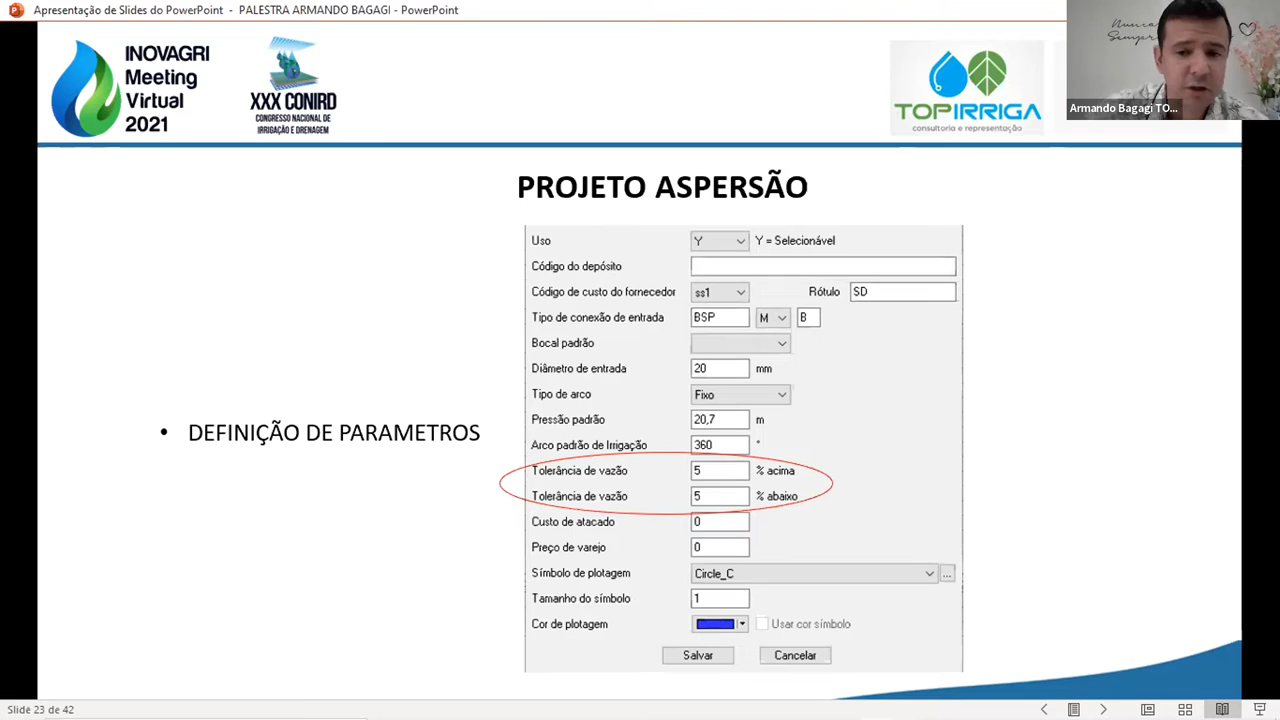 Apresentação de Slides do PowerPoint - PALESTRA ARMANDO BAGAGI - PowerPoint
INOVAGRI
Meeting
Virtual
2021
XXX CONIRD
CONGRESSO NACIONAL DE
IRRIGAÇÃO E DRENAGEM
TOPIRRIGA
consultoria e representação
Nunca
Sempre
Armando Bagagi TO...
PROJETO ASPERSÃO
• DEFINIÇÃO DE PARAMETROS
Uso Y Y = Selecionável
Código do depósito
Código de custo do fornecedor ss1 Rótulo SD
Tipo de conexão de entrada BSP M B
Bocal padrão
Diâmetro de entrada 20 mm
Tipo de arco Fixo
Pressão padrão 20,7 m
Arco padrão de Irrigação 360 °
Tolerância de vazão 5 % acima
Tolerância de vazão 5 % abaixo
Custo de atacado 0
Preço de varejo 0
Símbolo de plotagem Circle_C ...
Tamanho do símbolo 1
Cor de plotagem Usar cor símbolo
Salvar Cancelar
Slide 23 de 42